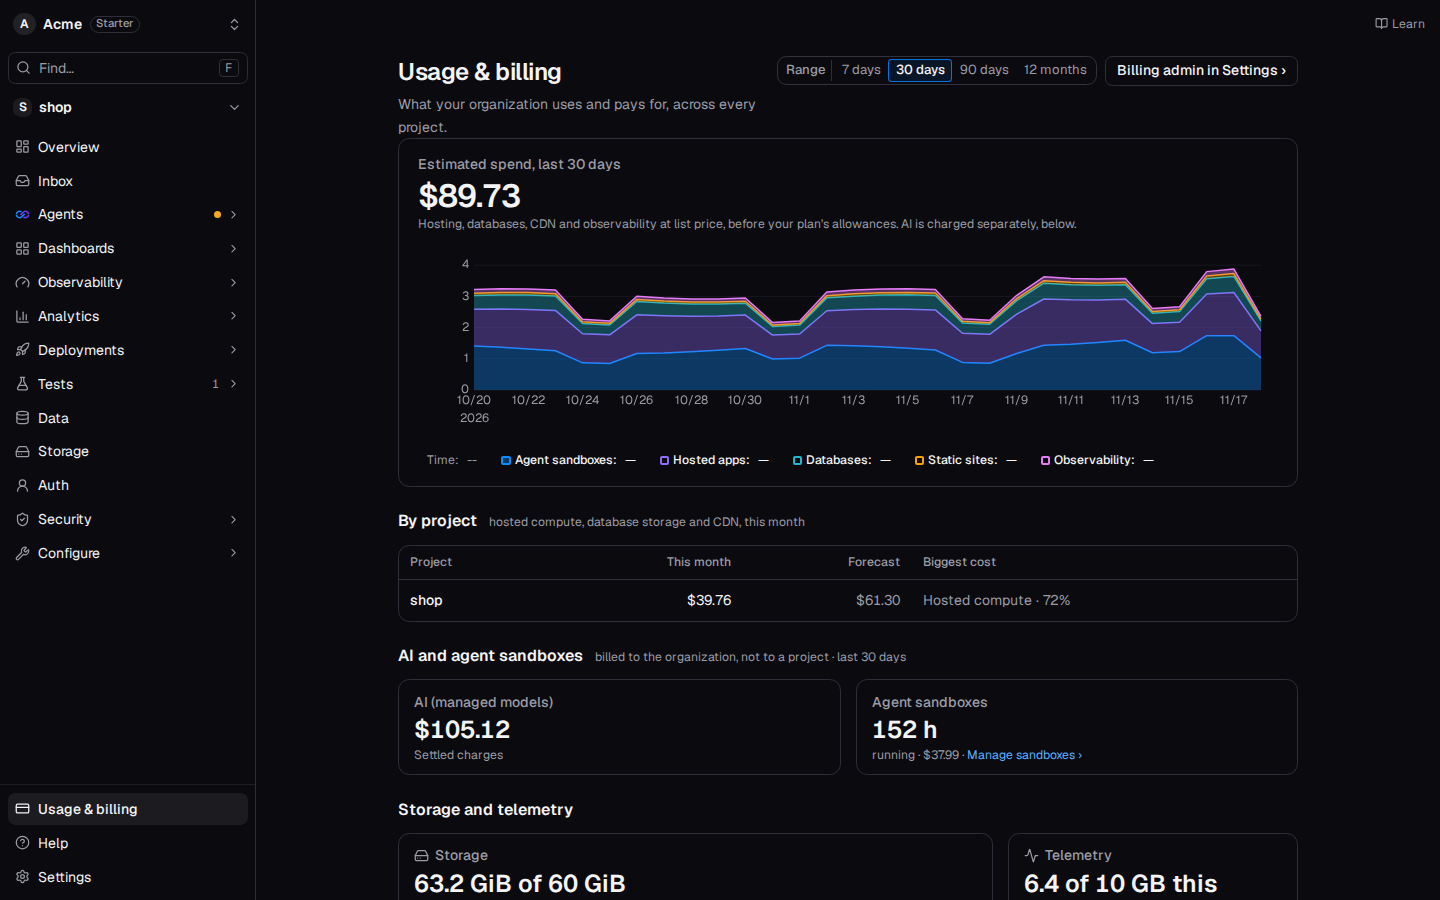 A Acme Starter
Learn
Find...
F
S shop
Overview
Inbox
Agents
Dashboards
Observability
Analytics
Deployments
Tests 1
Data
Storage
Auth
Security
Configure
Usage & billing
Help
Settings
Usage & billing
Range 7 days 30 days 90 days 12 months
Billing admin in Settings ›
What your organization uses and pays for, across every
project.
Estimated spend, last 30 days
$89.73
Hosting, databases, CDN and observability at list price, before your plan's allowances. AI is charged separately, below.
4
3
2
1
0
10/20 10/22 10/24 10/26 10/28 10/30 11/1 11/3 11/5 11/7 11/9 11/11 11/13 11/15 11/17
2026
Time: -- Agent sandboxes: — Hosted apps: — Databases: — Static sites: — Observability: —
By project hosted compute, database storage and CDN, this month
Project This month Forecast Biggest cost
shop $39.76 $61.30 Hosted compute · 72%
AI and agent sandboxes billed to the organization, not to a project · last 30 days
AI (managed models)
$105.12
Settled charges
Agent sandboxes
152 h
running · $37.99 · Manage sandboxes ›
Storage and telemetry
Storage
63.2 GiB of 60 GiB
Telemetry
6.4 of 10 GB this